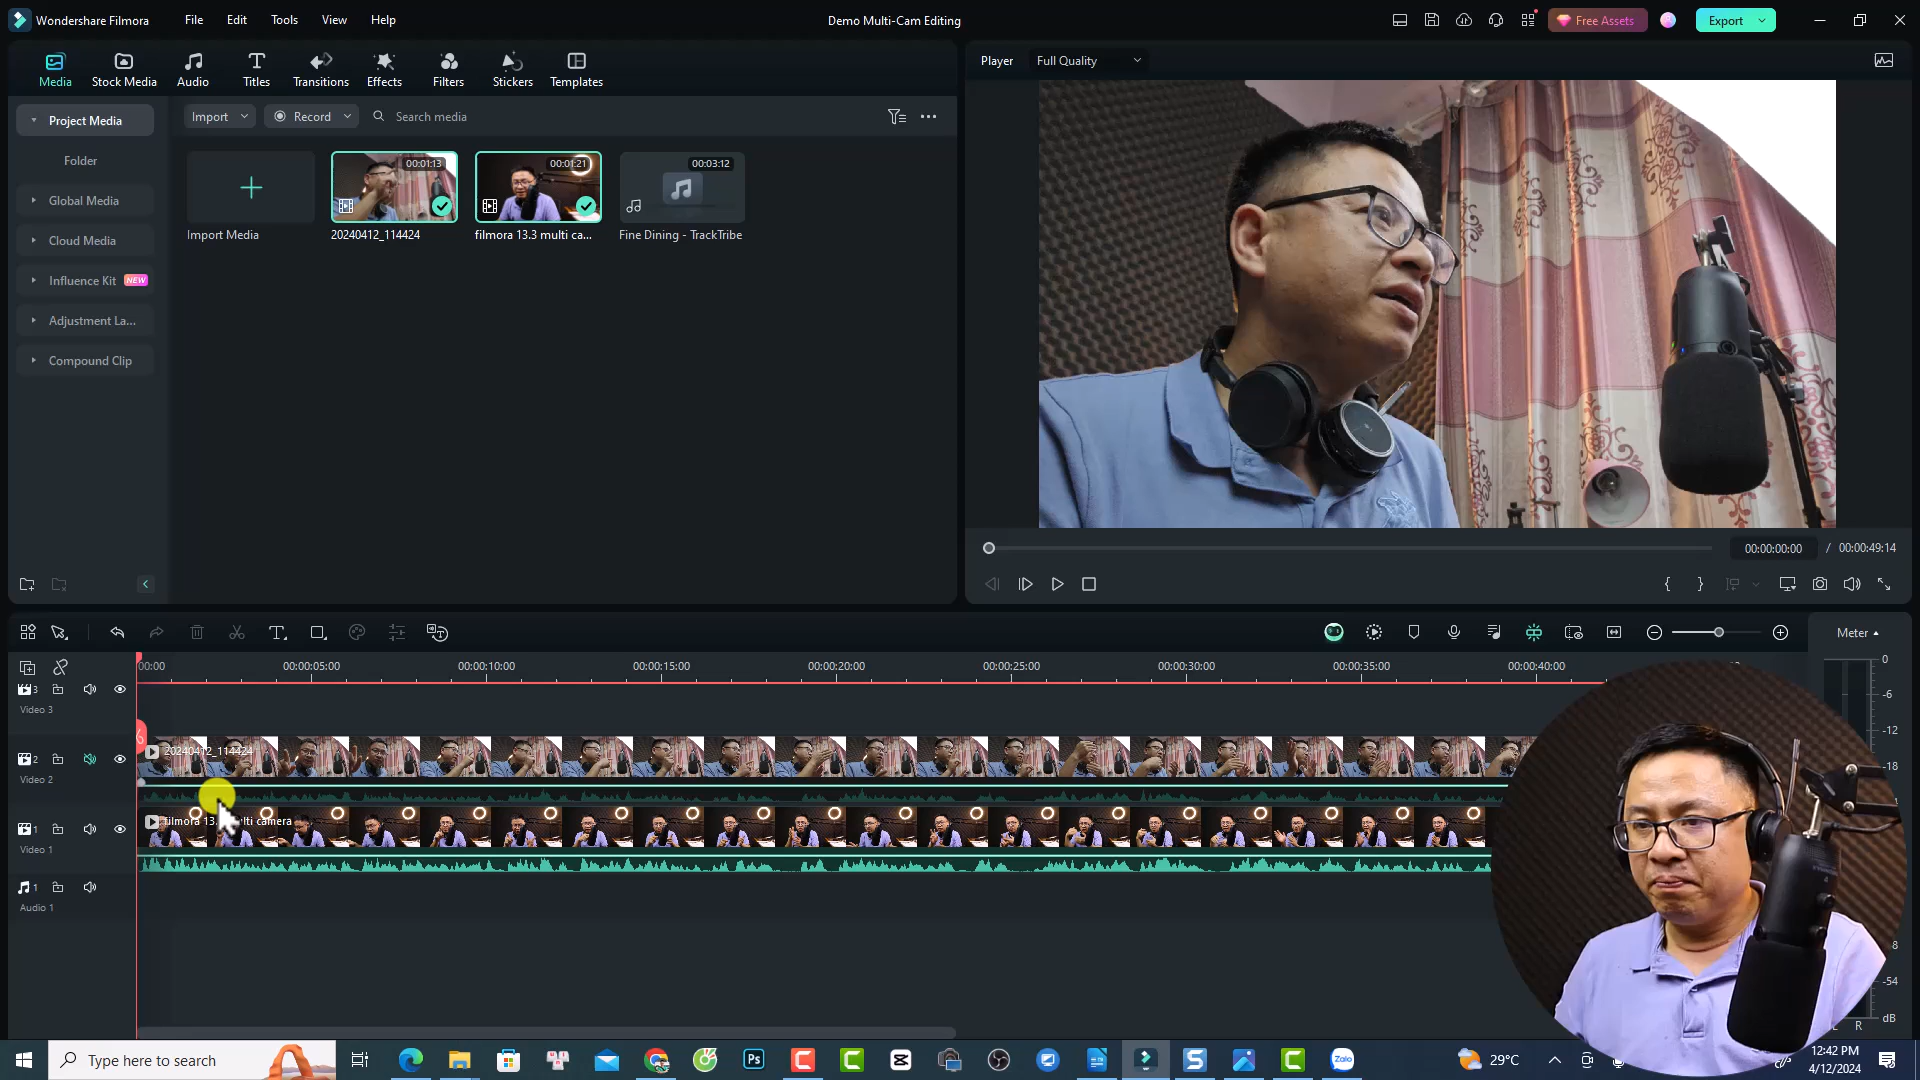 Wondershare Filmora
File
Edit
Tools
View
Help
Demo Multi-Cam Editing
Free Assets
Export
Media
Stock Media
Audio
Titles
Transitions
Effects
Filters
Stickers
Templates
Player
Full Quality
Project Media
Folder
Global Media
Cloud Media
Influence Kit NEW
Adjustment La...
Compound Clip
Import
Record
Search media
00:01:13
00:01:21
00:03:12
Import Media
20240412_114424
filmora 13.3 multi ca...
Fine Dining - TrackTribe
00:00:00:00 / 00:00:49:14
Meter
00:00
00:00:05:00
00:00:10:00
00:00:15:00
00:00:20:00
00:00:25:00
00:00:30:00
00:00:35:00
00:00:40:00
0
-6
-12
-18
8
-54
dB
R
3
Video 3
2
Video 2
20240412_114424
1
Video 1
1
Audio 1
Type here to search
Ps
Zalo
29°C
12:42 PM
4/12/2024